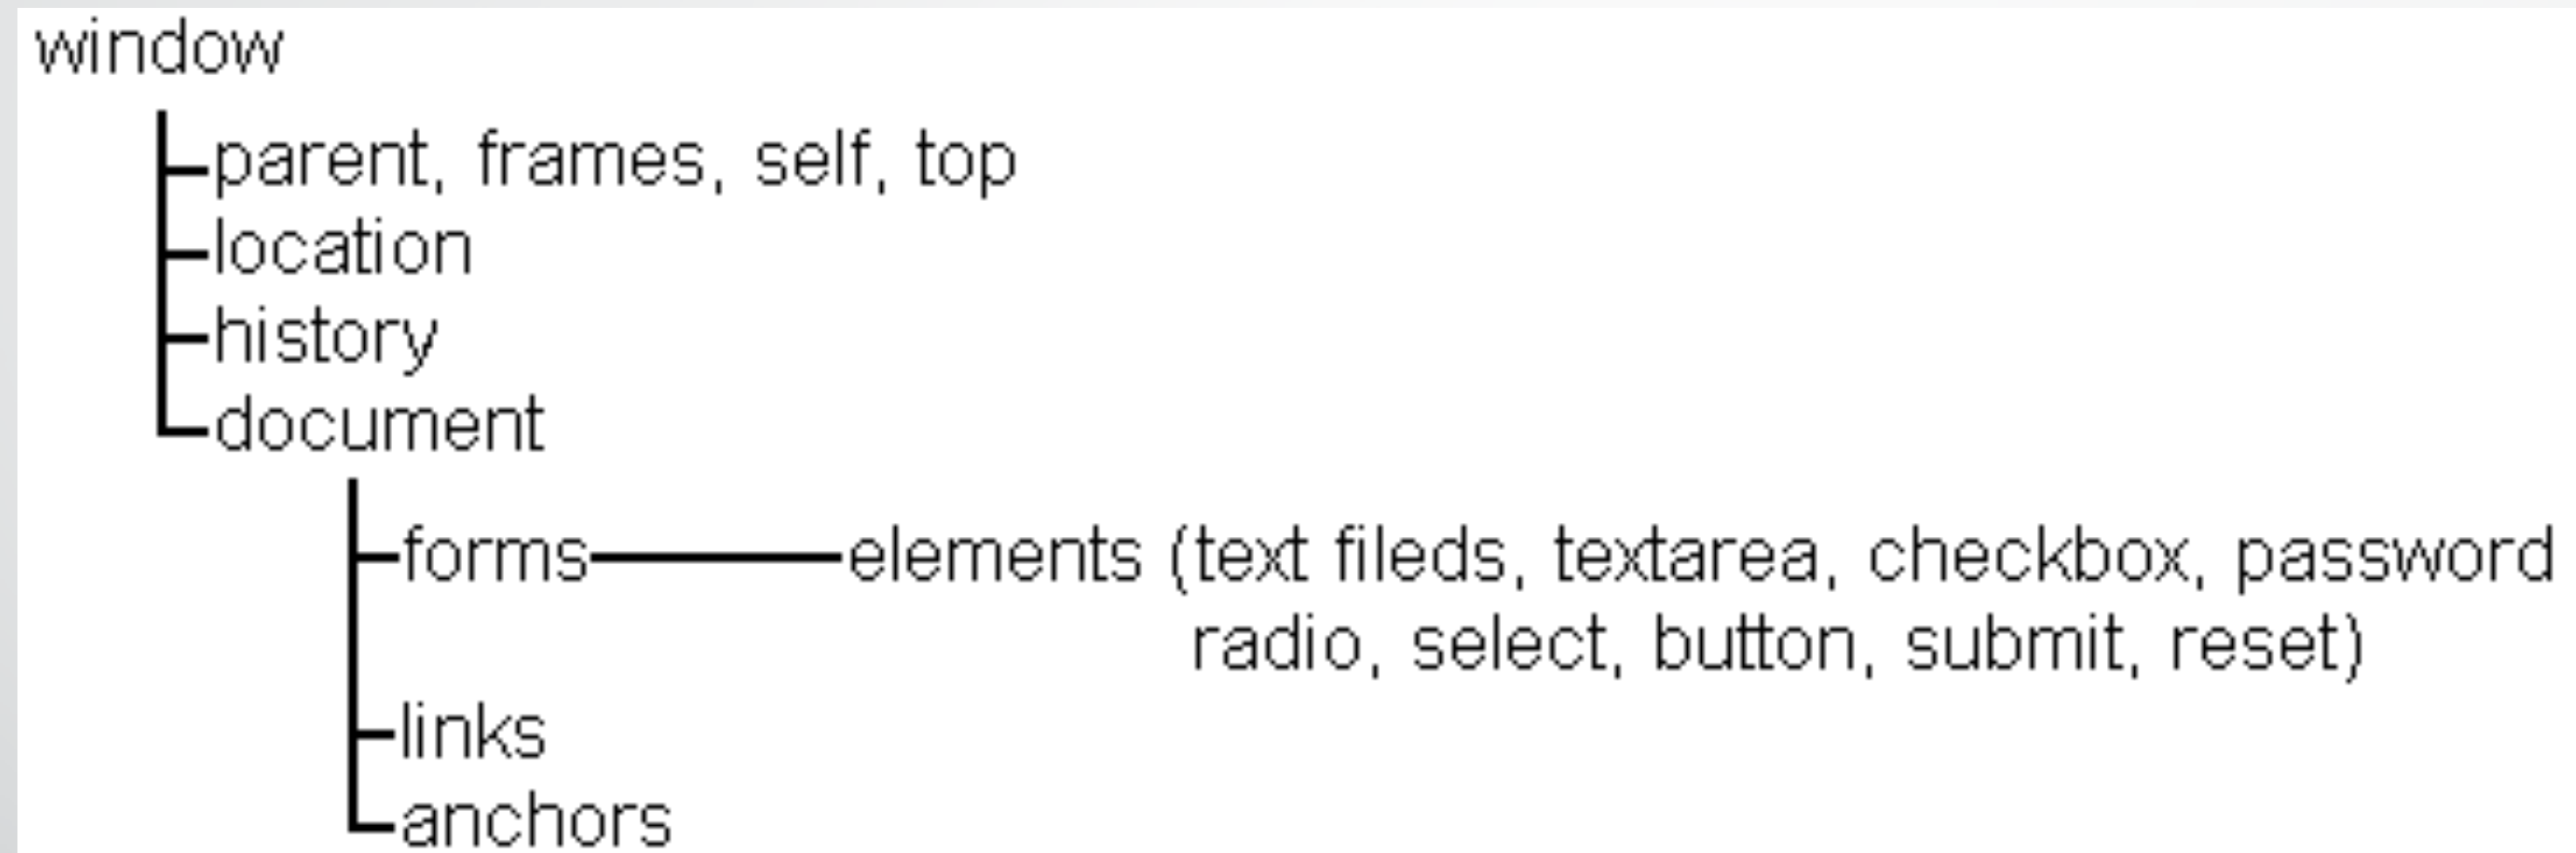 window
parent, frames, self, top
location
history
document
forms elements (text fileds, textarea, checkbox, password
radio, select, button, submit, reset)
links
anchors